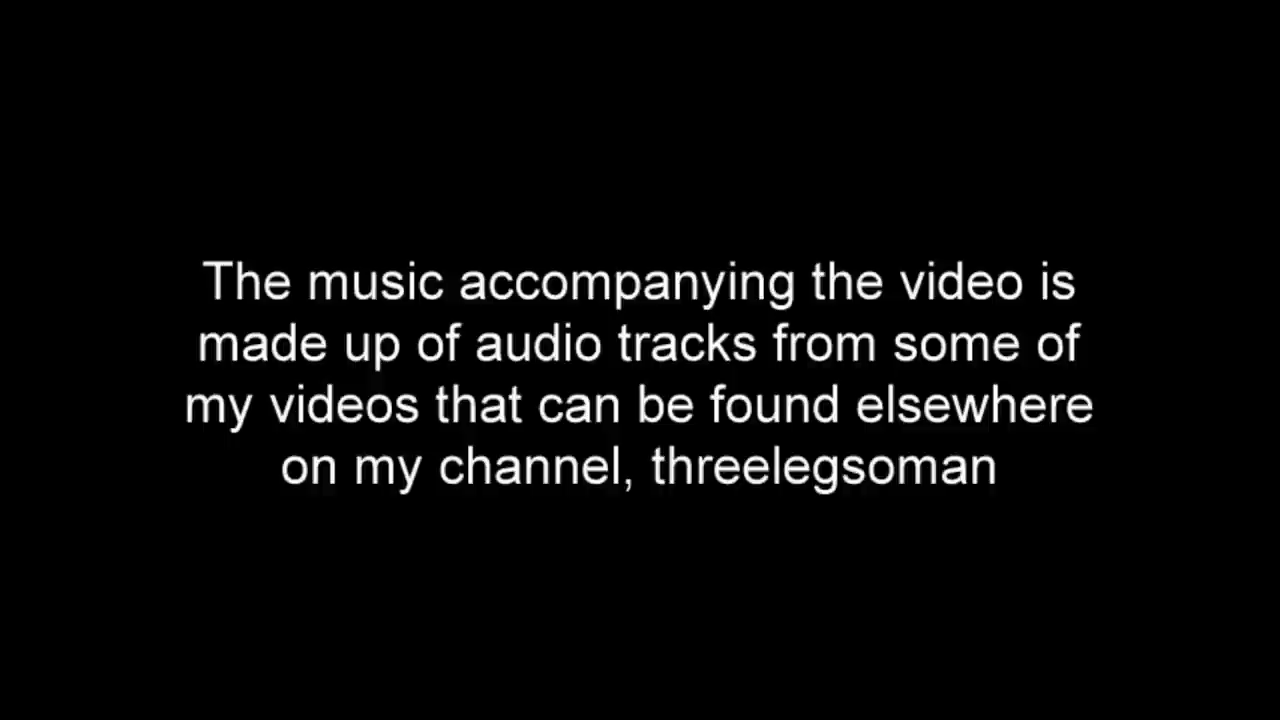 The music accompanying the video is
made up of audio tracks from some of
my videos that can be found elsewhere
on my channel, threelegsoman